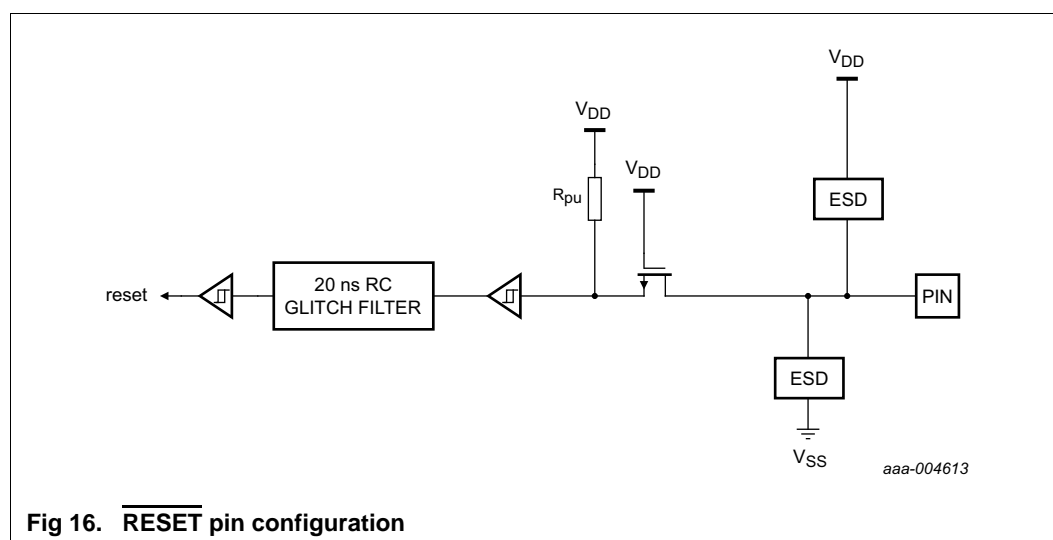 VDD
VDD
VDD
Rpu
ESD
reset
20 ns RC
GLITCH FILTER
PIN
ESD
VSS
aaa-004613
Fig 16. RESET pin configuration